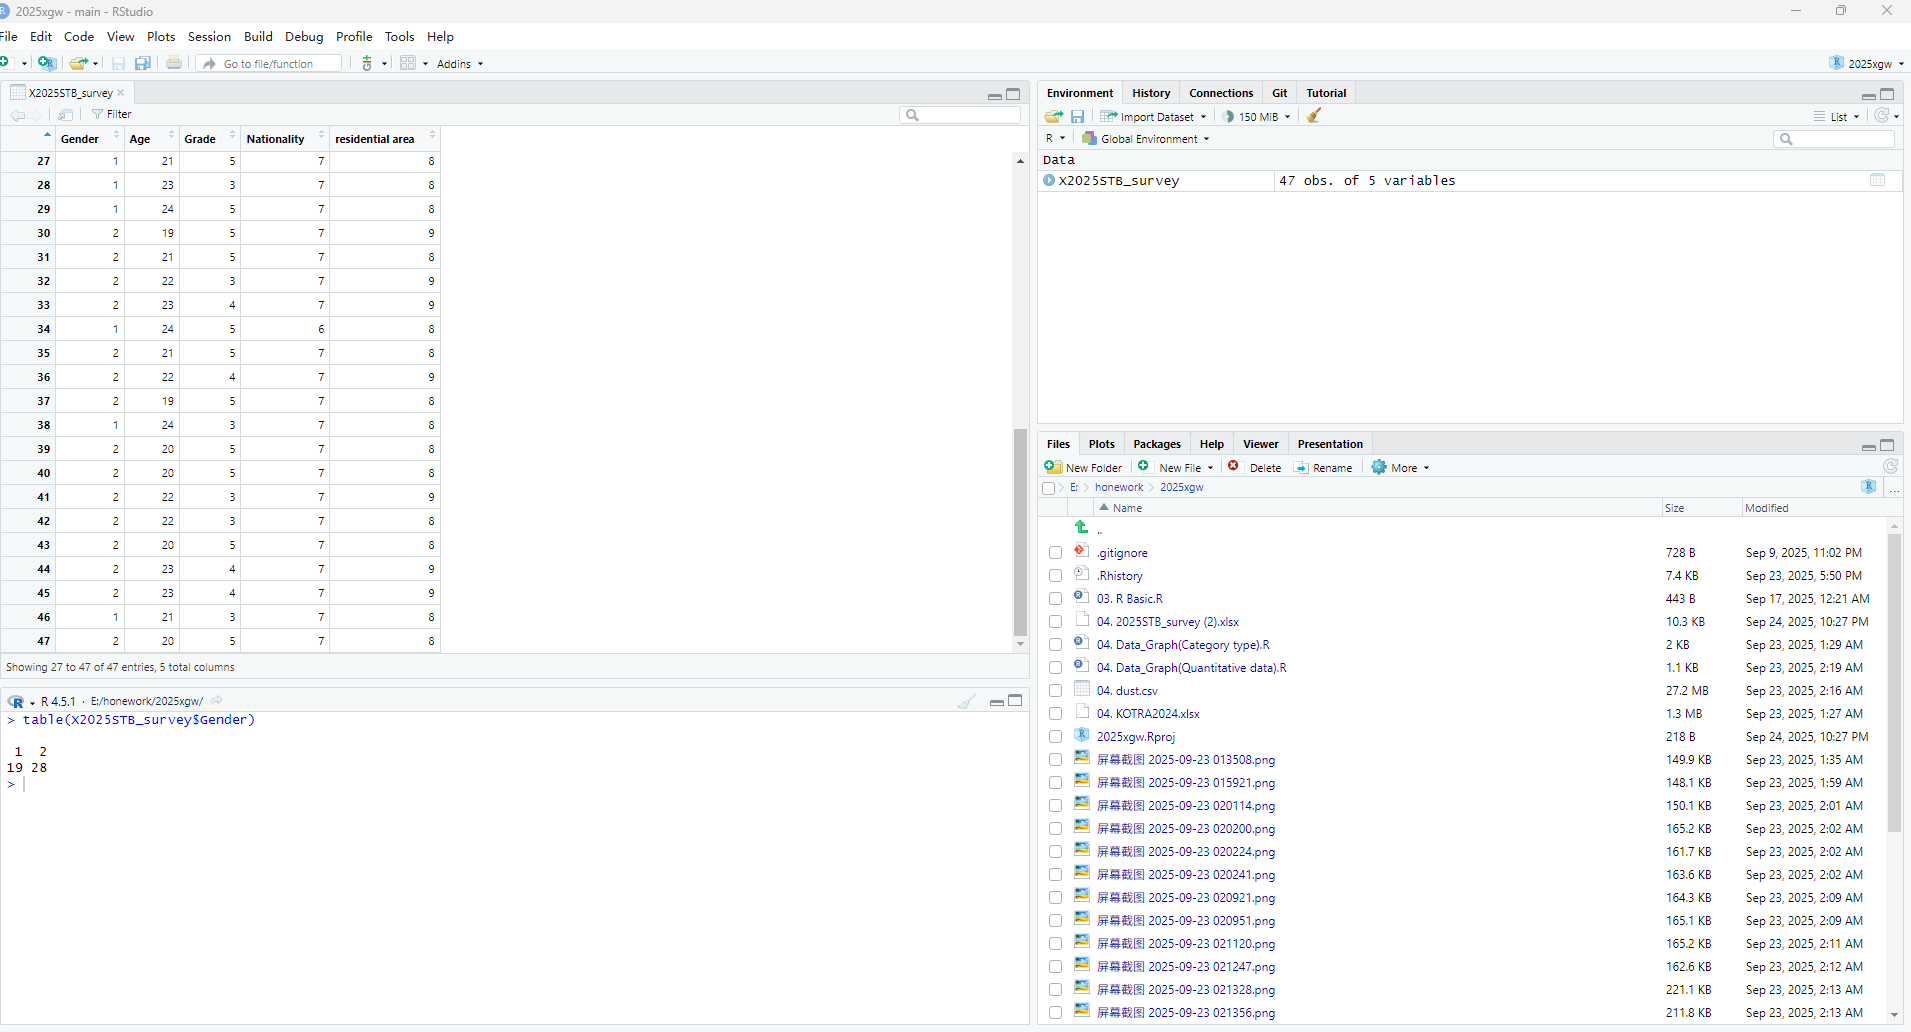 2025xgw - main - RStudio
File Edit Code View Plots Session Build Debug Profile Tools Help
Go to file/function Addins 2025xgw
X2025STB_survey
Filter
Gender Age Grade Nationality residential area
27 1 21 5 7 8
28 1 23 3 7 8
29 1 24 5 7 8
30 2 19 5 7 9
31 2 21 5 7 8
32 2 22 3 7 9
33 2 23 4 7 9
34 1 24 5 6 8
35 2 21 5 7 8
36 2 22 4 7 9
37 2 19 5 7 8
38 1 24 3 7 8
39 2 20 5 7 8
40 2 20 5 7 8
41 2 22 3 7 9
42 2 22 3 7 8
43 2 20 5 7 8
44 2 23 4 7 9
45 2 23 4 7 9
46 1 21 3 7 8
47 2 20 5 7 8
Showing 27 to 47 of 47 entries, 5 total columns
R 4.5.1 · E:/honework/2025xgw/
> table(X2025STB_survey$Gender)
1 2
19 28
>
Environment History Connections Git Tutorial
Import Dataset 150 MiB List
R Global Environment
Data
X2025STB_survey 47 obs. of 5 variables
Files Plots Packages Help Viewer Presentation
New Folder New File Delete Rename More
E: honework 2025xgw ...
Name Size Modified
..
.gitignore 728 B Sep 9, 2025, 11:02 PM
.Rhistory 7.4 KB Sep 23, 2025, 5:50 PM
03. R Basic.R 443 B Sep 17, 2025, 12:21 AM
04. 2025STB_survey (2).xlsx 10.3 KB Sep 24, 2025, 10:27 PM
04. Data_Graph(Category type).R 2 KB Sep 23, 2025, 1:29 AM
04. Data_Graph(Quantitative data).R 1.1 KB Sep 23, 2025, 2:19 AM
04. dust.csv 27.2 MB Sep 23, 2025, 2:16 AM
04. KOTRA2024.xlsx 1.3 MB Sep 23, 2025, 1:27 AM
2025xgw.Rproj 218 B Sep 24, 2025, 10:27 PM
屏幕截图 2025-09-23 013508.png 149.9 KB Sep 23, 2025, 1:35 AM
屏幕截图 2025-09-23 015921.png 148.1 KB Sep 23, 2025, 1:59 AM
屏幕截图 2025-09-23 020114.png 150.1 KB Sep 23, 2025, 2:01 AM
屏幕截图 2025-09-23 020200.png 165.2 KB Sep 23, 2025, 2:02 AM
屏幕截图 2025-09-23 020224.png 161.7 KB Sep 23, 2025, 2:02 AM
屏幕截图 2025-09-23 020241.png 163.6 KB Sep 23, 2025, 2:02 AM
屏幕截图 2025-09-23 020921.png 164.3 KB Sep 23, 2025, 2:09 AM
屏幕截图 2025-09-23 020951.png 165.1 KB Sep 23, 2025, 2:09 AM
屏幕截图 2025-09-23 021120.png 165.2 KB Sep 23, 2025, 2:11 AM
屏幕截图 2025-09-23 021247.png 162.6 KB Sep 23, 2025, 2:12 AM
屏幕截图 2025-09-23 021328.png 221.1 KB Sep 23, 2025, 2:13 AM
屏幕截图 2025-09-23 021356.png 211.8 KB Sep 23, 2025, 2:13 AM